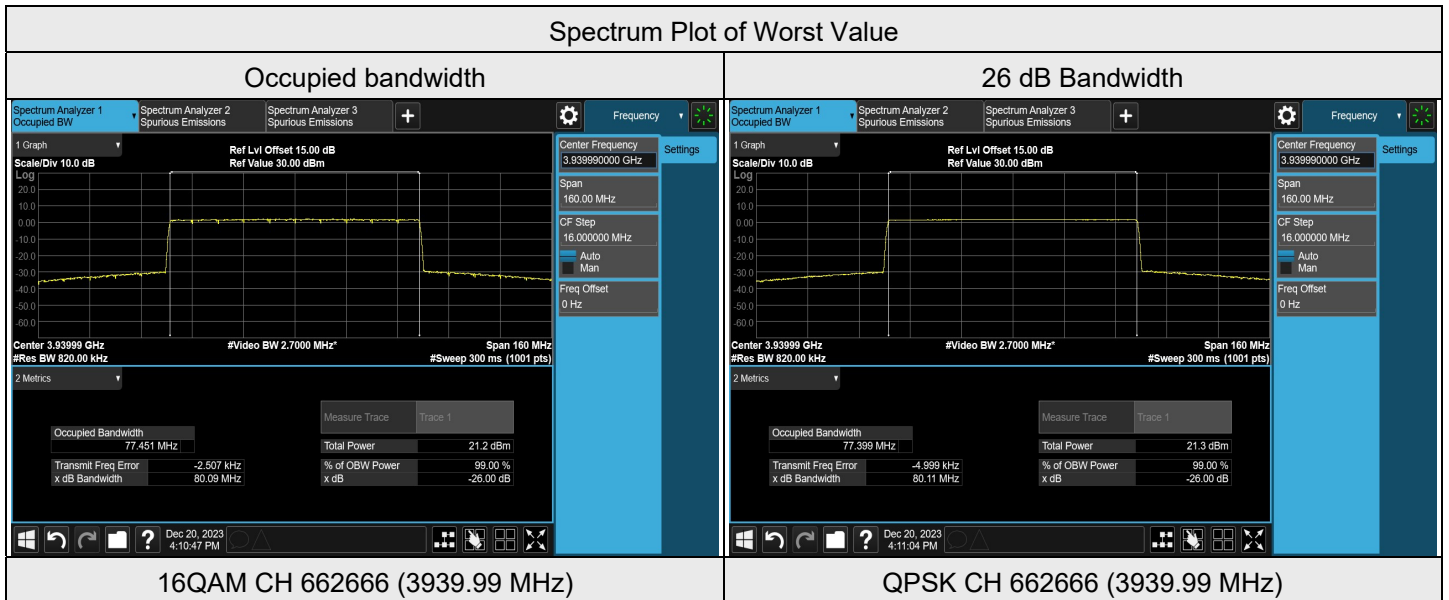 Spectrum Plot of Worst Value
Occupied bandwidth
26 dB Bandwidth
Spectrum Analyzer 1
Occupied BW
Spectrum Analyzer 2
Spurious Emissions
Spectrum Analyzer 3
Spurious Emissions
+
Frequency
1 Graph
Scale/Div 10.0 dB
Ref Lvl Offset 15.00 dB
Ref Value 30.00 dBm
Log
20.0
10.0
0.00
-10.0
-20.0
-30.0
-40.0
-50.0
-60.0
Center 3.93999 GHz
#Res BW 820.00 kHz
#Video BW 2.7000 MHz*
Span 160 MHz
#Sweep 300 ms (1001 pts)
Center Frequency
3.939990000 GHz
Settings
Span
160.00 MHz
CF Step
16.000000 MHz
Auto
Man
Freq Offset
0 Hz
2 Metrics
Measure Trace Trace 1
Occupied Bandwidth
77.451 MHz
Total Power 21.2 dBm
Transmit Freq Error -2.507 kHz
% of OBW Power 99.00 %
x dB Bandwidth 80.09 MHz
x dB -26.00 dB
?
Dec 20, 2023
4:10:47 PM
Spectrum Analyzer 1
Occupied BW
Spectrum Analyzer 2
Spurious Emissions
Spectrum Analyzer 3
Spurious Emissions
+
Frequency
1 Graph
Scale/Div 10.0 dB
Ref Lvl Offset 15.00 dB
Ref Value 30.00 dBm
Log
20.0
10.0
0.00
-10.0
-20.0
-30.0
-40.0
-50.0
-60.0
Center 3.93999 GHz
#Res BW 820.00 kHz
#Video BW 2.7000 MHz*
Span 160 MHz
#Sweep 300 ms (1001 pts)
Center Frequency
3.939990000 GHz
Settings
Span
160.00 MHz
CF Step
16.000000 MHz
Auto
Man
Freq Offset
0 Hz
2 Metrics
Measure Trace Trace 1
Occupied Bandwidth
77.399 MHz
Total Power 21.3 dBm
Transmit Freq Error -4.999 kHz
% of OBW Power 99.00 %
x dB Bandwidth 80.11 MHz
x dB -26.00 dB
?
Dec 20, 2023
4:11:04 PM
16QAM CH 662666 (3939.99 MHz)
QPSK CH 662666 (3939.99 MHz)